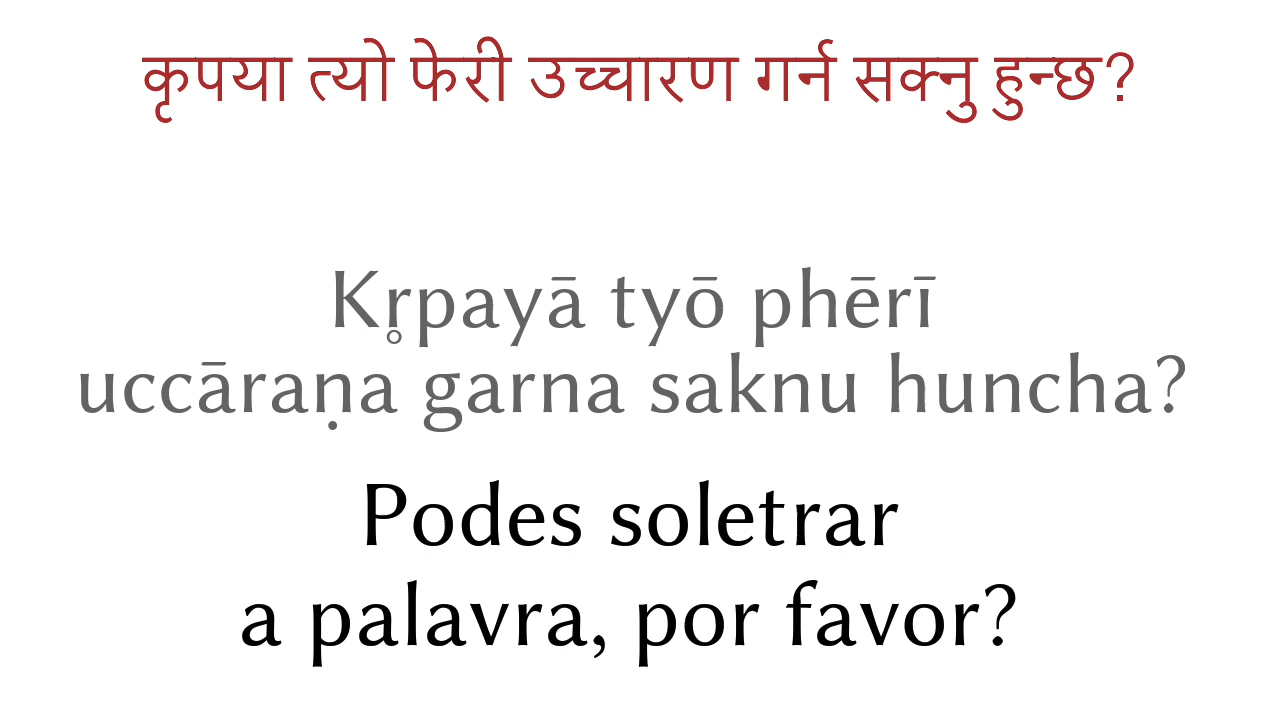 कृपया त्यो फेरी उच्चारण गर्न सक्नु हुन्छ?
Kr̥payā tyō phērī
uccāraṇa garna saknu huncha?
Podes soletrar
a palavra, por favor?